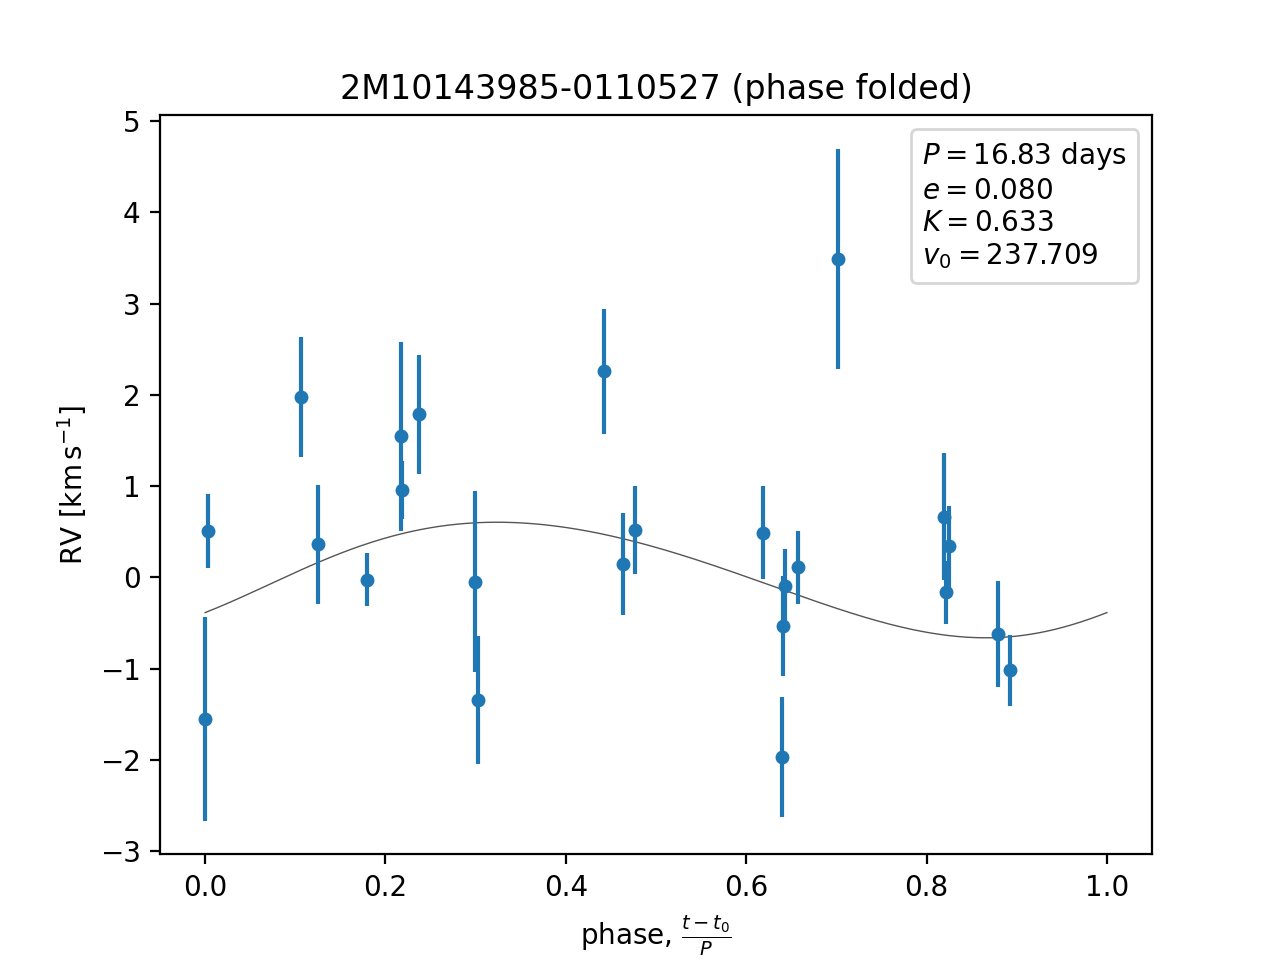 2M10143985-0110527 (phase folded)
P = 16.83 days
e = 0.080
K = 0.633
v₀ = 237.709
RV [km s⁻¹]
5
4
3
2
1
0
−1
−2
−3
0.0 0.2 0.4 0.6 0.8 1.0
phase, (t − t₀)/P